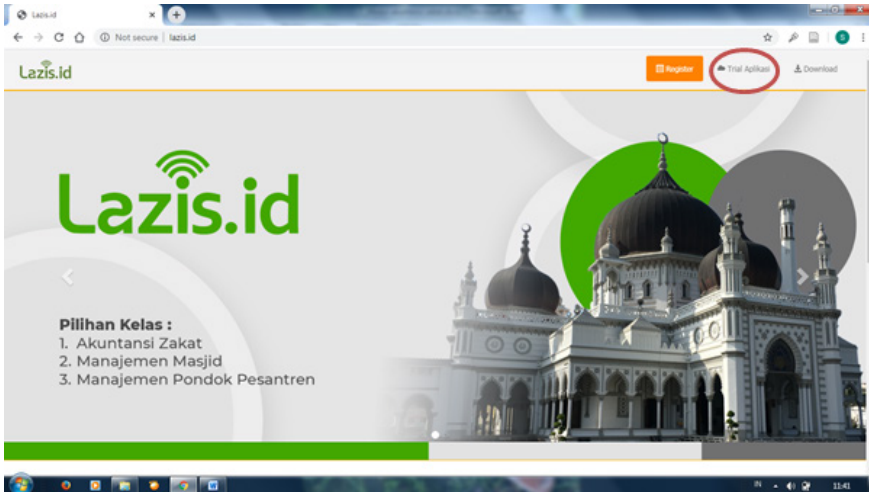 Lazis.id
Not secure | lazis.id
S
Lazis.id
Register
Trial Aplikasi
Download
Lazis.id
Pilihan Kelas :
1. Akuntansi Zakat
2. Manajemen Masjid
3. Manajemen Pondok Pesantren
IN
11:41